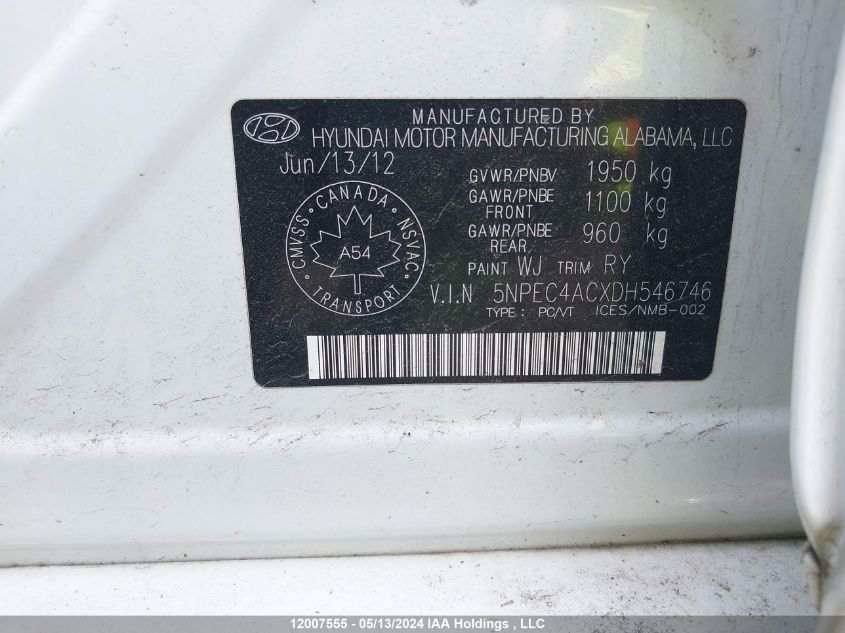 MANUFACTURED BY
HYUNDAI MOTOR MANUFACTURING ALABAMA, LLC
Jun/13/12
GVWR/PNBV 1950 kg
GAWR/PNBE FRONT 1100 kg
GAWR/PNBE REAR 960 kg
PAINT WJ TRIM RY
CMVSS • CANADA • NSVAC • TRANSPORT •
A54
V.I.N 5NPEC4ACXDH546746
TYPE : PC/VT ICES/NMB-002
12007555 - 05/13/2024 IAA Holdings , LLC